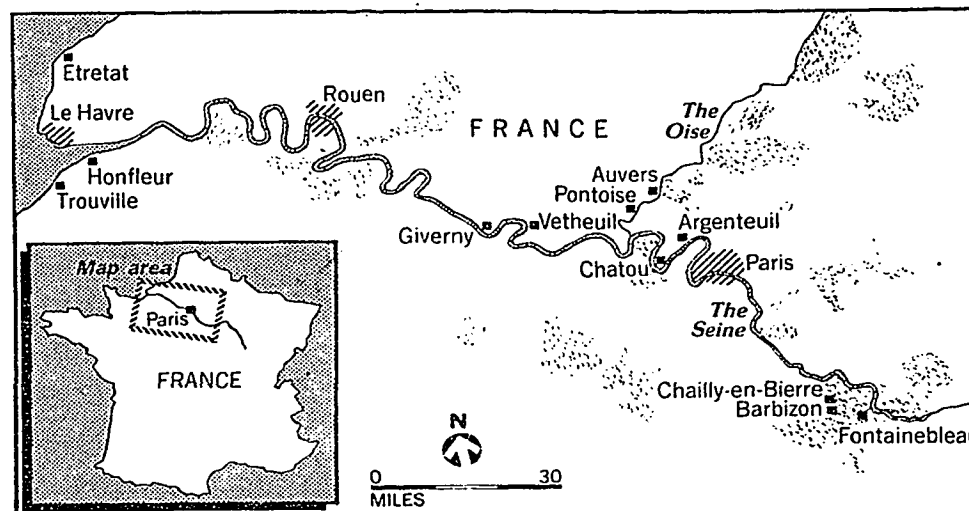 Etretat
Le Havre
Rouen
FRANCE
The
Oise
Honfleur
Trouville
Auvers
Pontoise
Giverny
Vetheuil
Argenteuil
Chatou
Paris
The
Seine
Map area
Paris
FRANCE
Chailly-en-Bierre
Barbizon
Fontainebleau
N
0 30
MILES